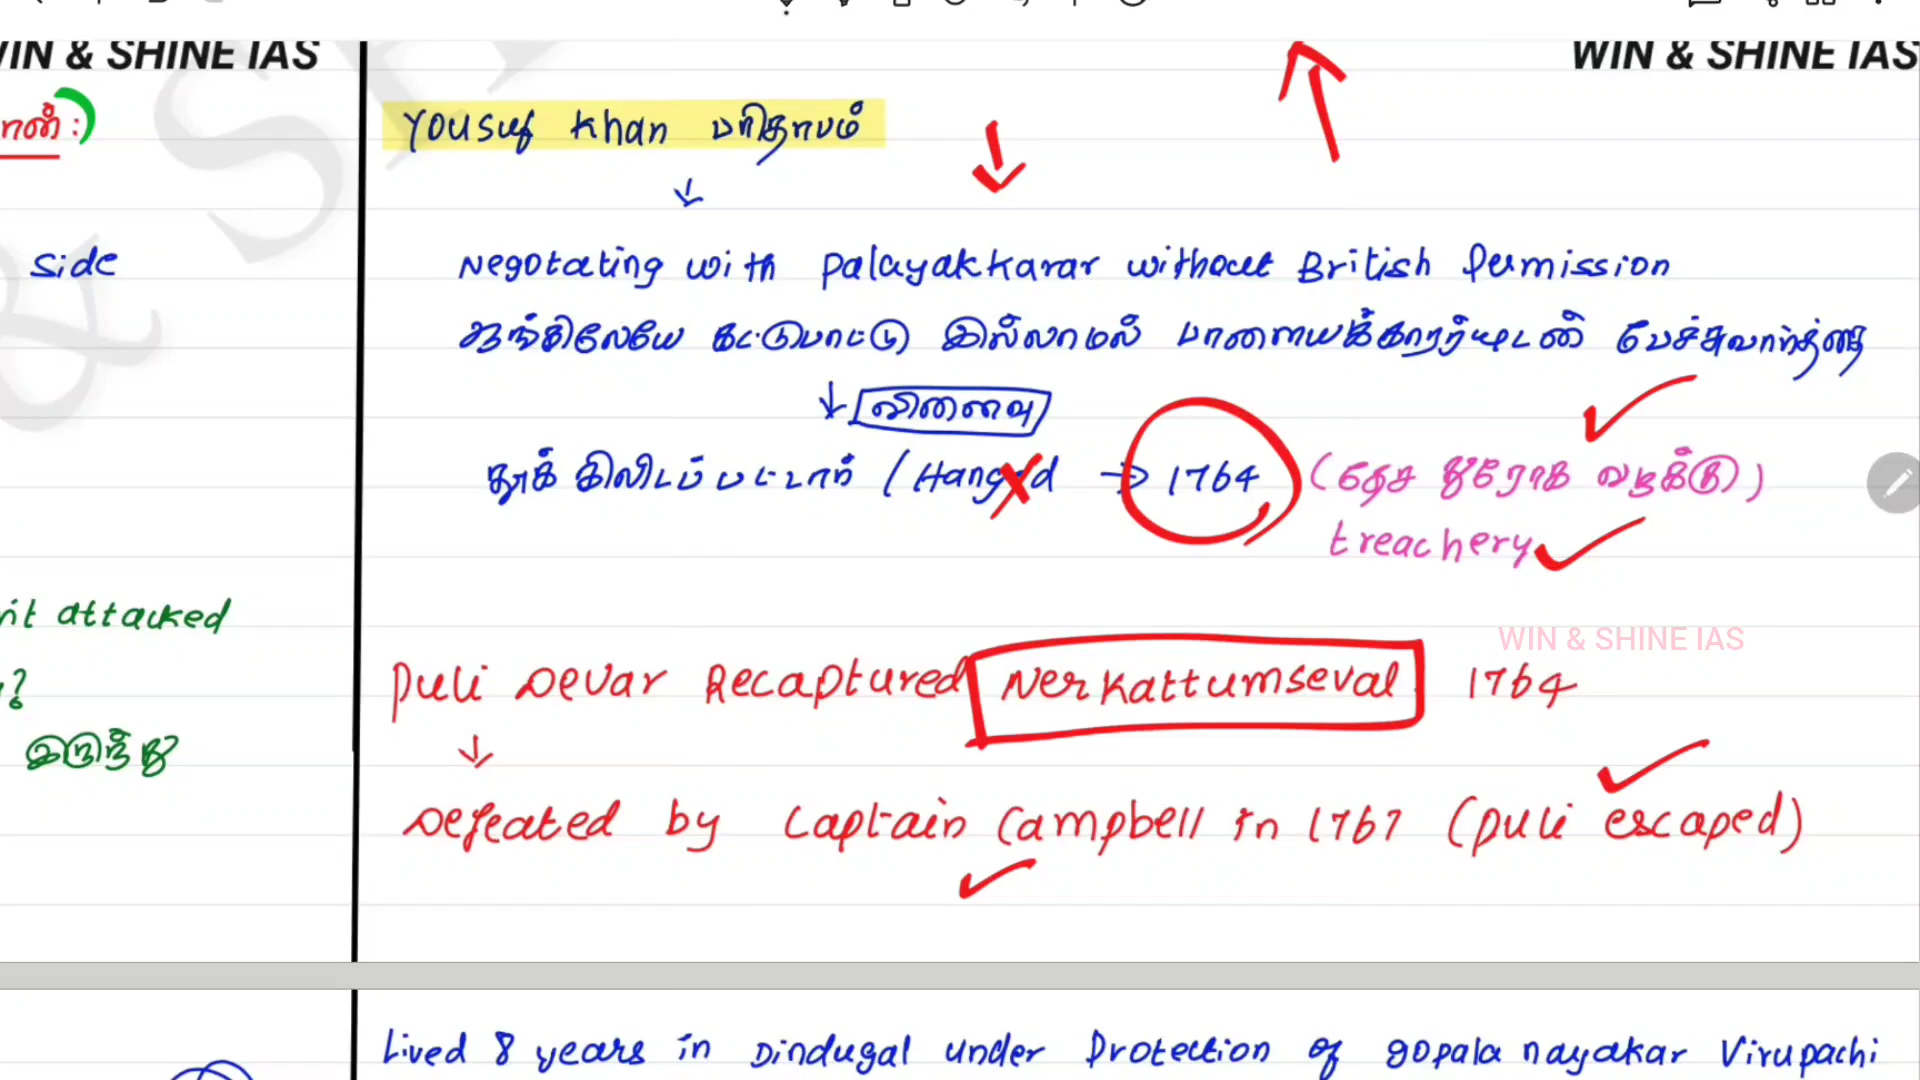 WIN & SHINE IAS
WIN & SHINE IAS
Yousuf Khan பரிதாபம்
side
Negotating with Palayakkarar without British Permission
ஆங்கிலேயே கட்டுபாட்டு இல்லாமல் பாளையக்காரர்யுடன் பேச்சுவார்த்தை
விளைவு
தூக்கிலிடப்பட்டார் (Hanged → 1764 (தேச துரோக வழக்கு)
treachery
nt attacked
WIN & SHINE IAS
Puli Devar Recaptured Nerkattumseval 1764
?
இருந்து
Defeated by Captain Campbell in 1767 (Puli escaped)
Lived 8 years in Dindugal under Protection of gopala nayakar Virupachi